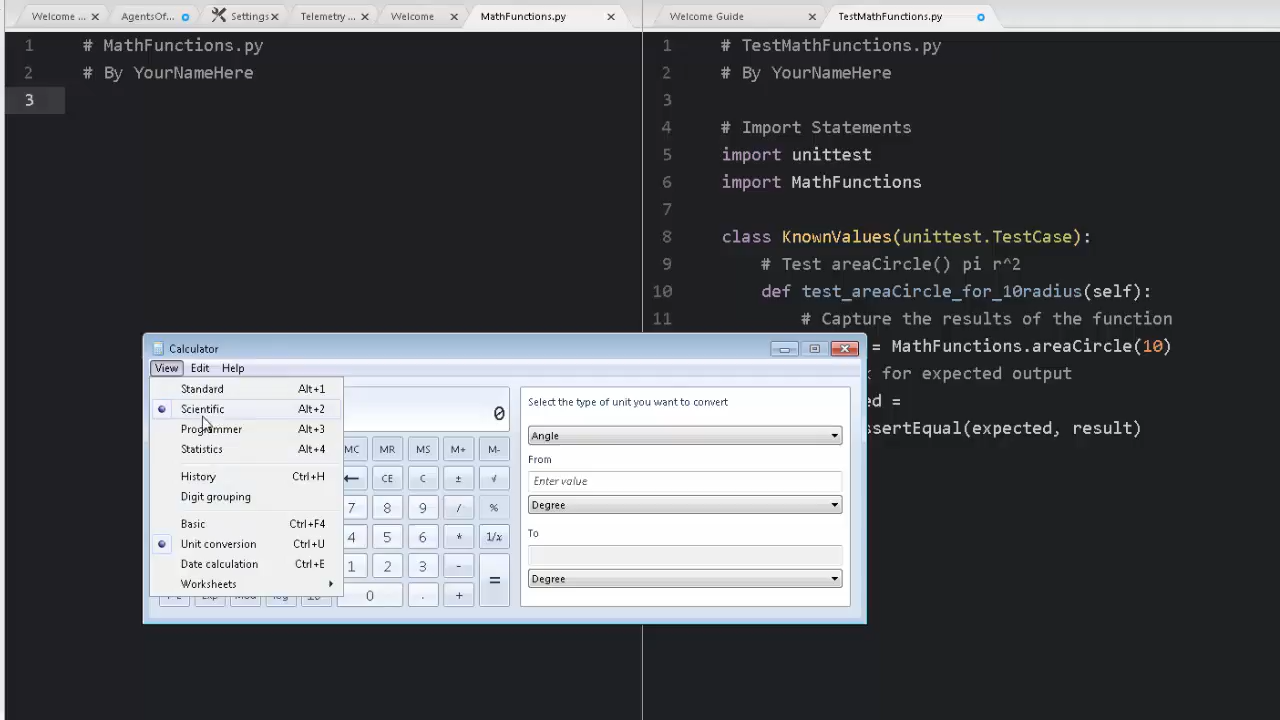 Welcome ...
AgentsOf...
Settings
Telemetry ...
Welcome
MathFunctions.py
Welcome Guide
TestMathFunctions.py
1 # MathFunctions.py
2 # By YourNameHere
3
1 # TestMathFunctions.py
2 # By YourNameHere
3
4 # Import Statements
5 import unittest
6 import MathFunctions
7
8 class KnownValues(unittest.TestCase):
9 # Test areaCircle() pi r^2
10 def test_areaCircle_for_10radius(self):
11 # Capture the results of the function
= MathFunctions.areaCircle(10)
k for expected output
ed =
ssertEqual(expected, result)
Calculator
View Edit Help
Standard Alt+1
Scientific Alt+2
Programmer Alt+3
Statistics Alt+4
History Ctrl+H
Digit grouping
Basic Ctrl+F4
Unit conversion Ctrl+U
Date calculation Ctrl+E
Worksheets
0
MC MR MS M+ M-
← CE C ± √
7 8 9 / %
4 5 6 * 1/x
1 2 3 - =
0 . +
Select the type of unit you want to convert
Angle
From
Enter value
Degree
To
Degree